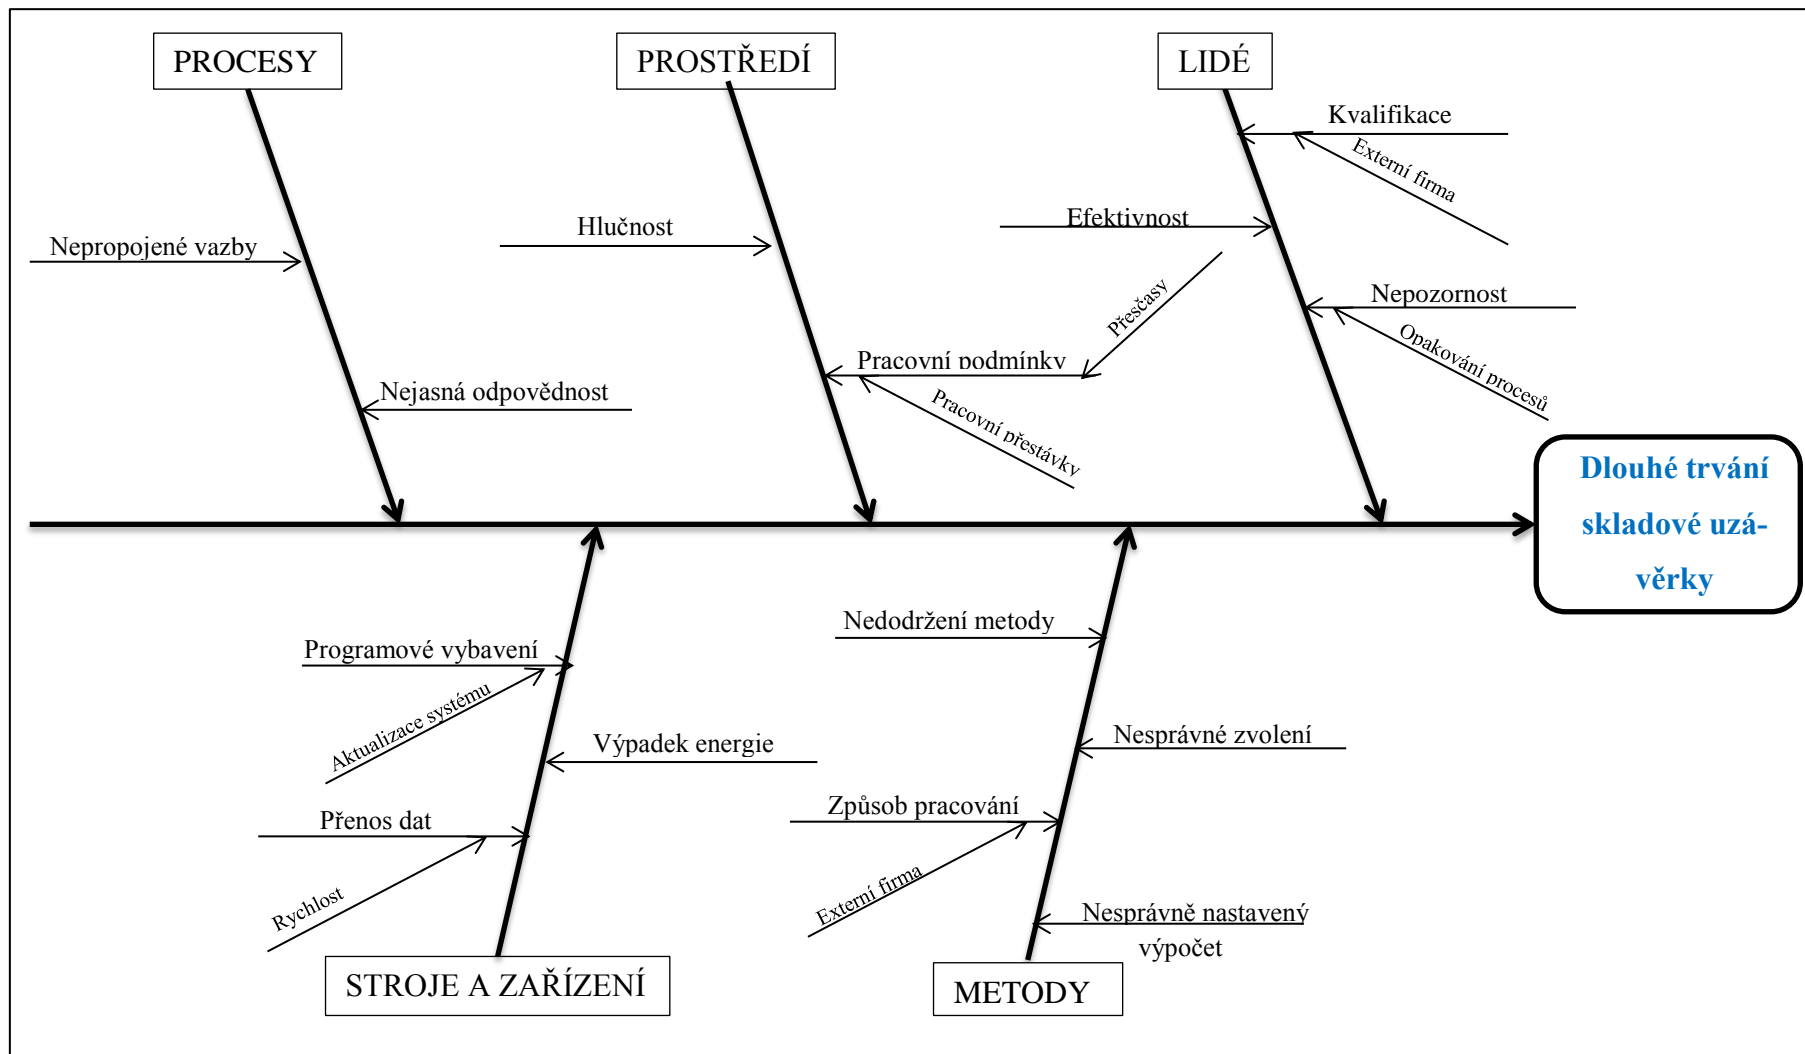 PROCESY
PROSTŘEDÍ
LIDÉ
Kvalifikace
Externí firma
Efektivnost
Hlučnost
Nepropojené vazby
Přesčasy
Nepozornost
Opakování procesů
Pracovní podmínky
Pracovní přestávky
Nejasná odpovědnost
Dlouhé trvání
skladové uzá-
věrky
Nedodržení metody
Programové vybavení
Aktualizace systému
Výpadek energie
Nesprávné zvolení
Způsob pracování
Přenos dat
Externí firma
Rychlost
Nesprávně nastavený
výpočet
STROJE A ZAŘÍZENÍ
METODY